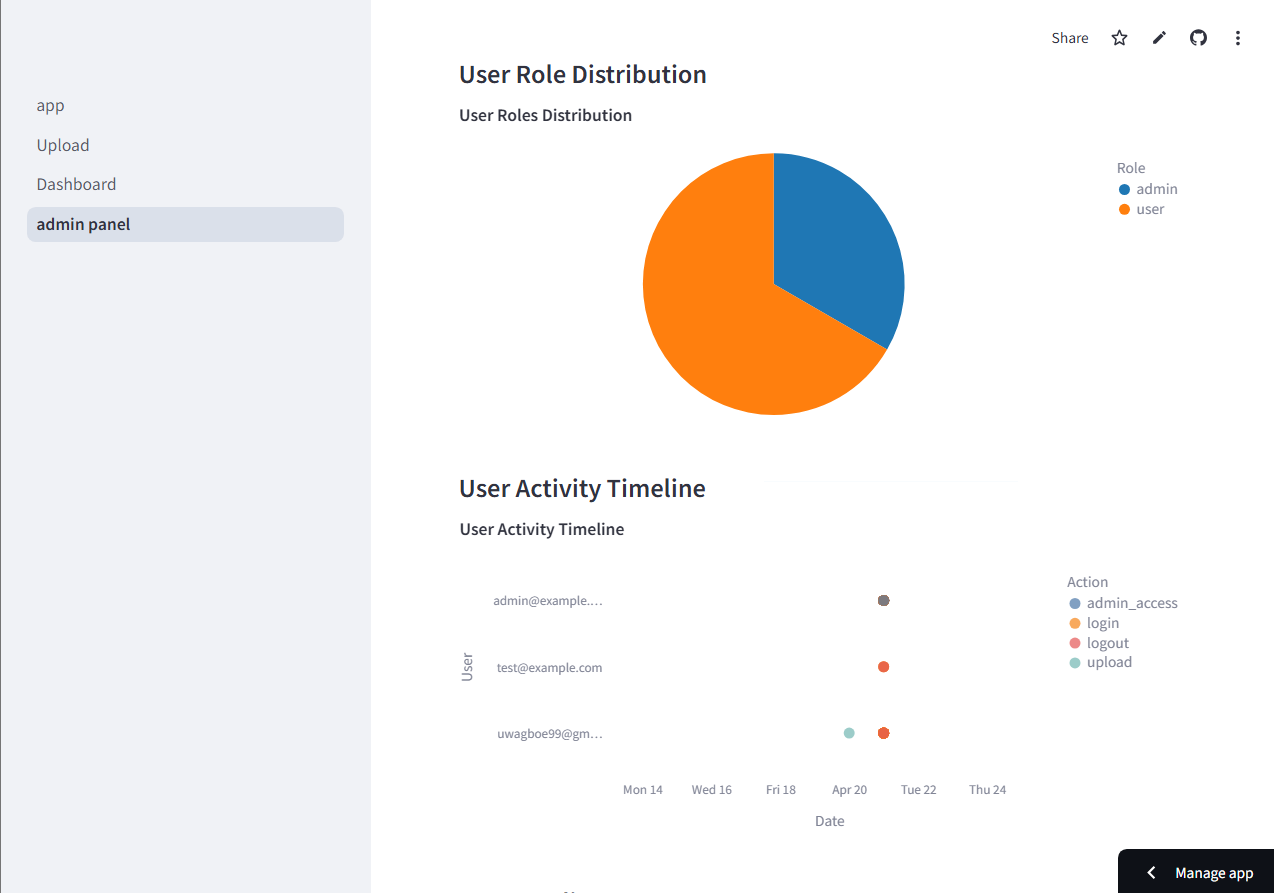 Share
app
Upload
Dashboard
admin panel
User Role Distribution
User Roles Distribution
Role
admin
user
User Activity Timeline
User Activity Timeline
Action
admin_access
login
logout
upload
User
admin@example.…
test@example.com
uwagboe99@gm…
Mon 14 Wed 16 Fri 18 Apr 20 Tue 22 Thu 24
Date
Manage app